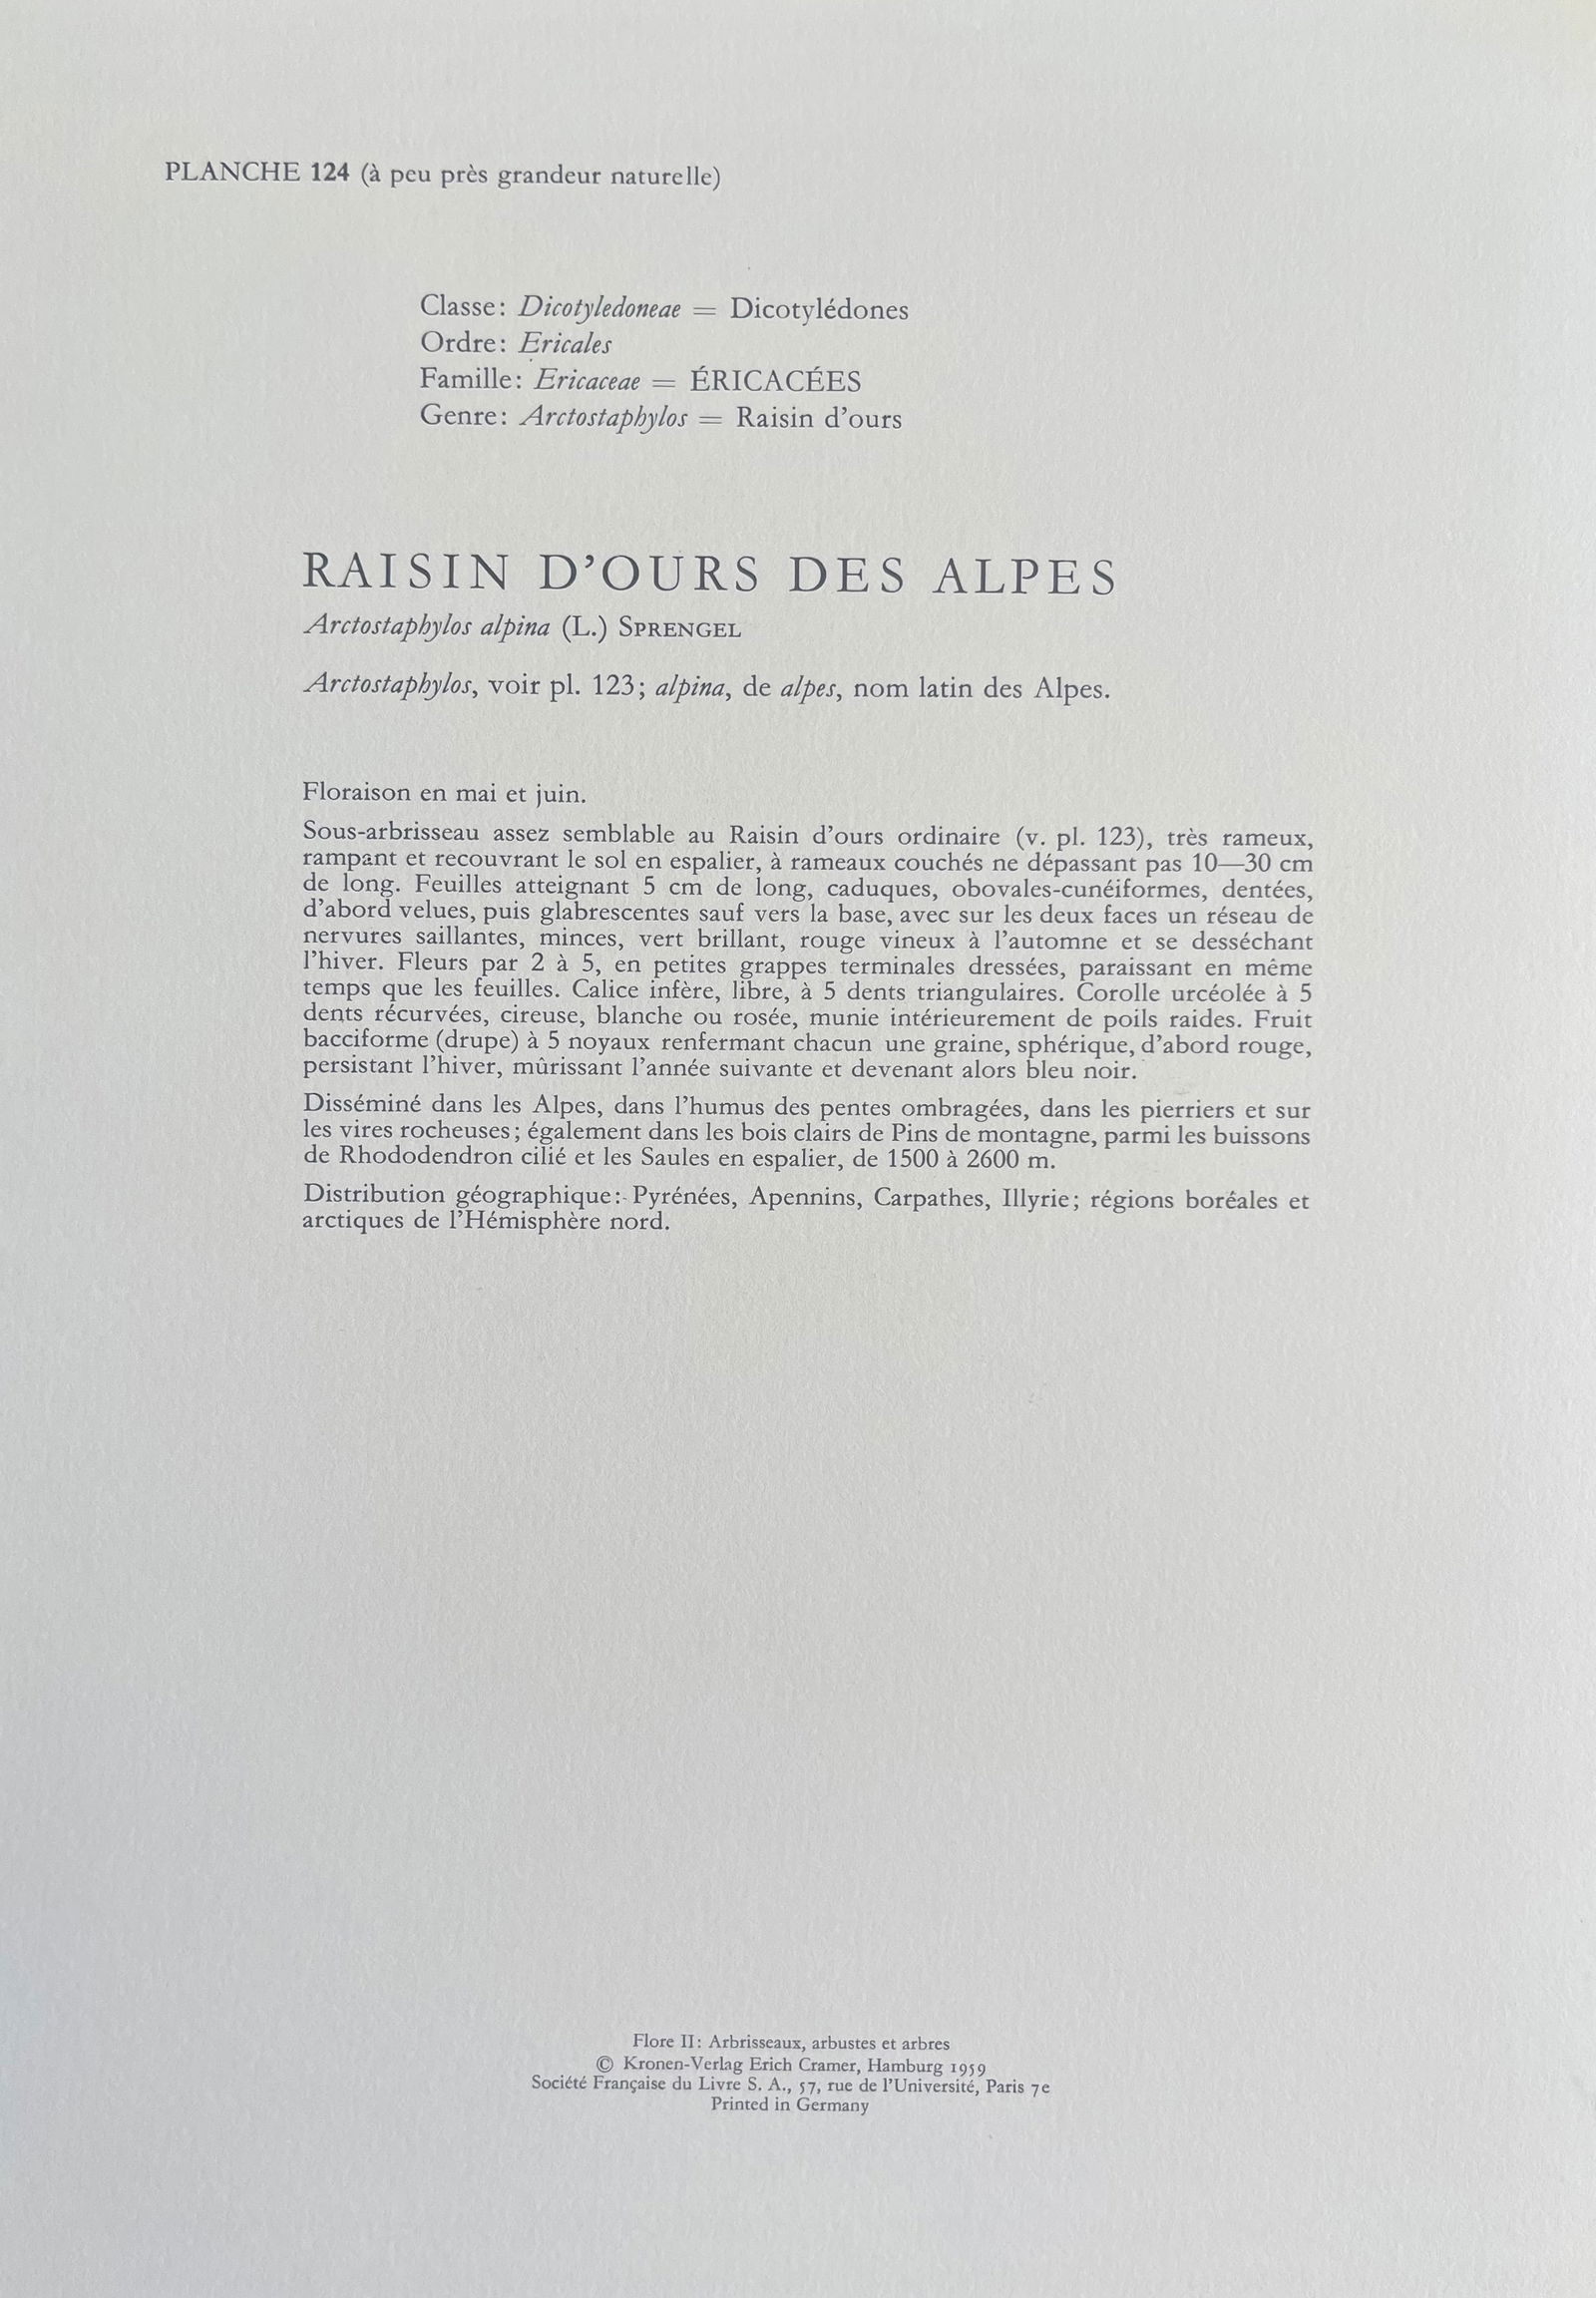 PLANCHE 124 (à peu près grandeur naturelle)
Classe: Dicotyledoneae = Dicotylédones
Ordre: Ericales
Famille: Ericaceae = ÉRICACÉES
Genre: Arctostaphylos = Raisin d’ours
RAISIN D’OURS DES ALPES
Arctostaphylos alpina (L.) SPRENGEL
Arctostaphylos, voir pl. 123; alpina, de alpes, nom latin des Alpes.
Floraison en mai et juin.
Sous-arbrisseau assez semblable au Raisin d’ours ordinaire (v. pl. 123), très rameux,
rampant et recouvrant le sol en espalier, à rameaux couchés ne dépassant pas 10—30 cm
de long. Feuilles atteignant 5 cm de long, caduques, obovales-cunéiformes, dentées,
d’abord velues, puis glabrescentes sauf vers la base, avec sur les deux faces un réseau de
nervures saillantes, minces, vert brillant, rouge vineux à l’automne et se desséchant
l’hiver. Fleurs par 2 à 5, en petites grappes terminales dressées, paraissant en même
temps que les feuilles. Calice infère, libre, à 5 dents triangulaires. Corolle urcéolée à 5
dents récurvées, cireuse, blanche ou rosée, munie intérieurement de poils raides. Fruit
bacciforme (drupe) à 5 noyaux renfermant chacun une graine, sphérique, d’abord rouge,
persistant l’hiver, mûrissant l’année suivante et devenant alors bleu noir.
Disséminé dans les Alpes, dans l’humus des pentes ombragées, dans les pierriers et sur
les vires rocheuses; également dans les bois clairs de Pins de montagne, parmi les buissons
de Rhododendron cilié et les Saules en espalier, de 1500 à 2600 m.
Distribution géographique: Pyrénées, Apennins, Carpathes, Illyrie; régions boréales et
arctiques de l’Hémisphère nord.
Flore II: Arbrisseaux, arbustes et arbres
© Kronen-Verlag Erich Cramer, Hamburg 1959
Société Française du Livre S. A., 57, rue de l’Université, Paris 7e
Printed in Germany